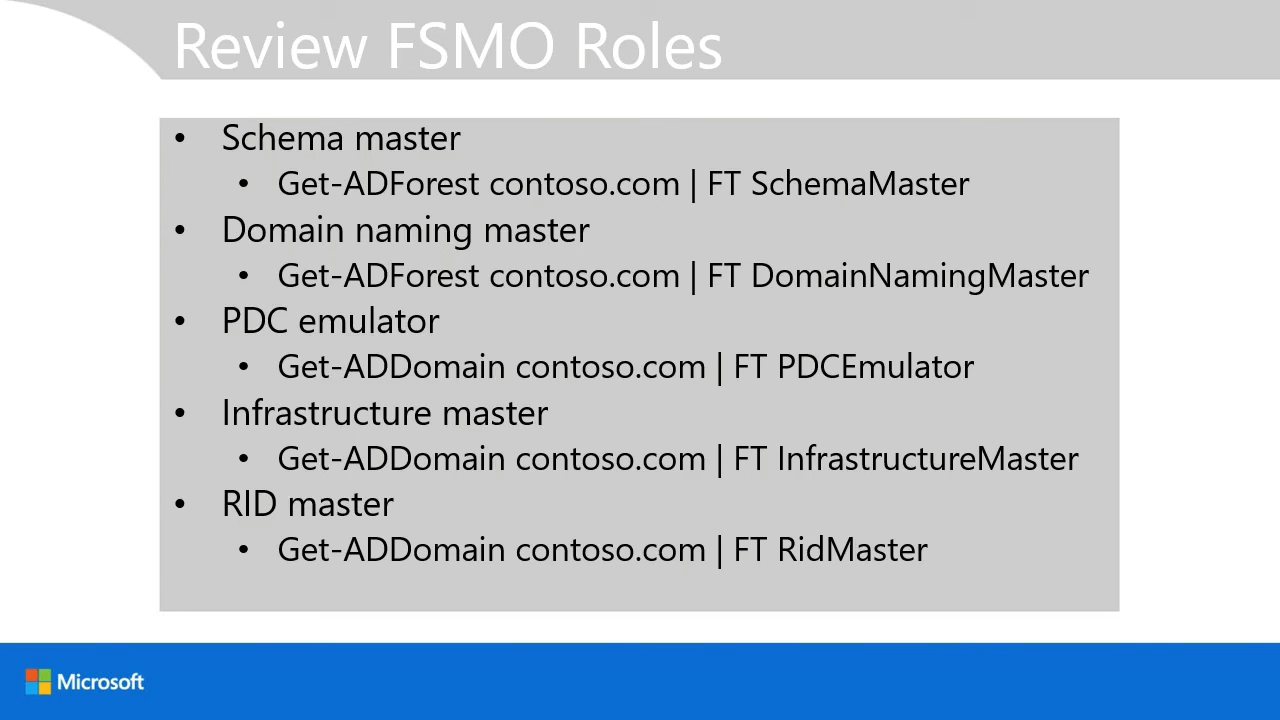 Review FSMO Roles
• Schema master
• Get-ADForest contoso.com | FT SchemaMaster
• Domain naming master
• Get-ADForest contoso.com | FT DomainNamingMaster
• PDC emulator
• Get-ADDomain contoso.com | FT PDCEmulator
• Infrastructure master
• Get-ADDomain contoso.com | FT InfrastructureMaster
• RID master
• Get-ADDomain contoso.com | FT RidMaster
Microsoft